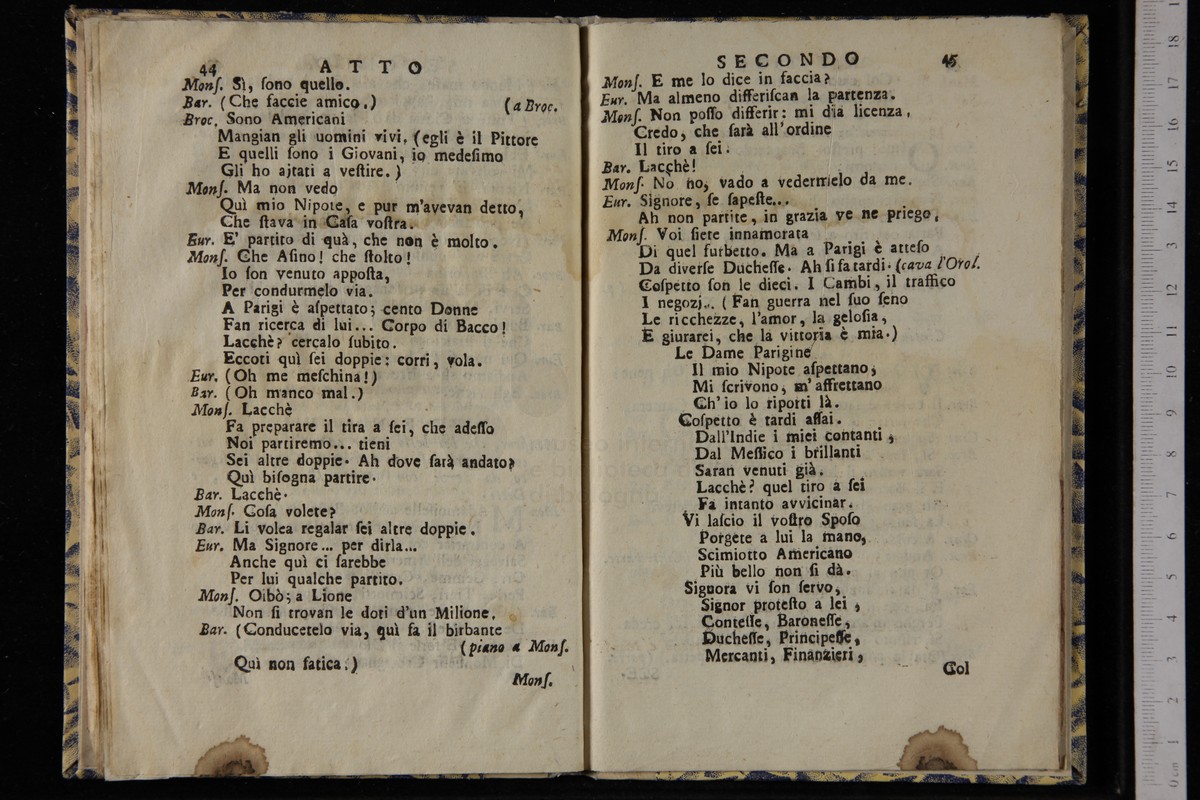 44 ATTO
Monſ. Sì, ſono quello.
Bar. (Che faccie amico.) (a Broc.
Broc. Sono Americani
Mangian gli uomini vivi, (egli è il Pittore
E quelli ſono i Giovani, io medeſimo
Gli ho ajtati a veſtire.)
Monſ. Ma non vedo
Quì mio Nipote, e pur m'avevan detto,
Che ſtava in Caſa voſtra.
Eur. E' partito di quà, che non è molto.
Monſ. Che Aſino! che ſtolto!
Io ſon venuto appoſta,
Per condurmelo via.
A Parigi è aſpettato; cento Donne
Fan ricerca di lui... Corpo di Bacco!
Lacchè? cercalo ſubito.
Eccoti quì ſei doppie: corri, vola.
Eur. (Oh me meſchina!)
Bar. (Oh manco mal.)
Monſ. Lacchè
Fa preparare il tira a ſei, che adeſſo
Noi partiremo... tieni
Sei altre doppie. Ah dove ſarà andato?
Quì biſogna partire.
Bar. Lacchè.
Monſ. Coſa volete?
Bar. Li volea regalar ſei altre doppie.
Eur. Ma Signore... per dirla...
Anche quì ci ſarebbe
Per lui qualche partito.
Monſ. Oibò; a Lione
Non ſi trovan le doti d'un Milione.
Bar. (Conducetelo via, quì fa il birbante
(piano a Monſ.
Quì non fatica.)
Monſ.
SECONDO 45
Monſ. E me lo dice in faccia?
Eur. Ma almeno differiſcan la partenza.
Monſ. Non poſſo differir: mi dia licenza,
Credo, che ſarà all'ordine
Il tiro a ſei.
Bar. Lacchè!
Monſ. No no, vado a vedermelo da me.
Eur. Signore, ſe ſapeſte...
Ah non partite, in grazia ve ne priego.
Monſ. Voi ſiete innamorata
Di quel furbetto. Ma a Parigi è atteſo
Da diverſe Ducheſſe. Ah ſi fa tardi. (cava l'Orol.
Coſpetto ſon le dieci. I Cambi, il traffico
I negozj... (Fan guerra nel ſuo ſeno
Le ricchezze, l'amor, la geloſia,
E giurarei, che la vittoria è mia.)
Le Dame Parigine
Il mio Nipote aſpettano,
Mi ſcrivono, m'affrettano
Ch'io lo riporti là.
Coſpetto è tardi aſſai.
Dall'Indie i miei contanti,
Dal Meſſico i brillanti
Saran venuti già.
Lacchè? quel tiro a ſei
Fa intanto avvicinar.
Vi laſcio il voſtro Spoſo
Porgete a lui la mano,
Scimiotto Americano
Più bello non ſi dà.
Signora vi ſon ſervo,
Signor proteſto a lei,
Conteſſe, Baroneſſe,
Ducheſſe, Principeſſe,
Mercanti, Finanzieri,
Col